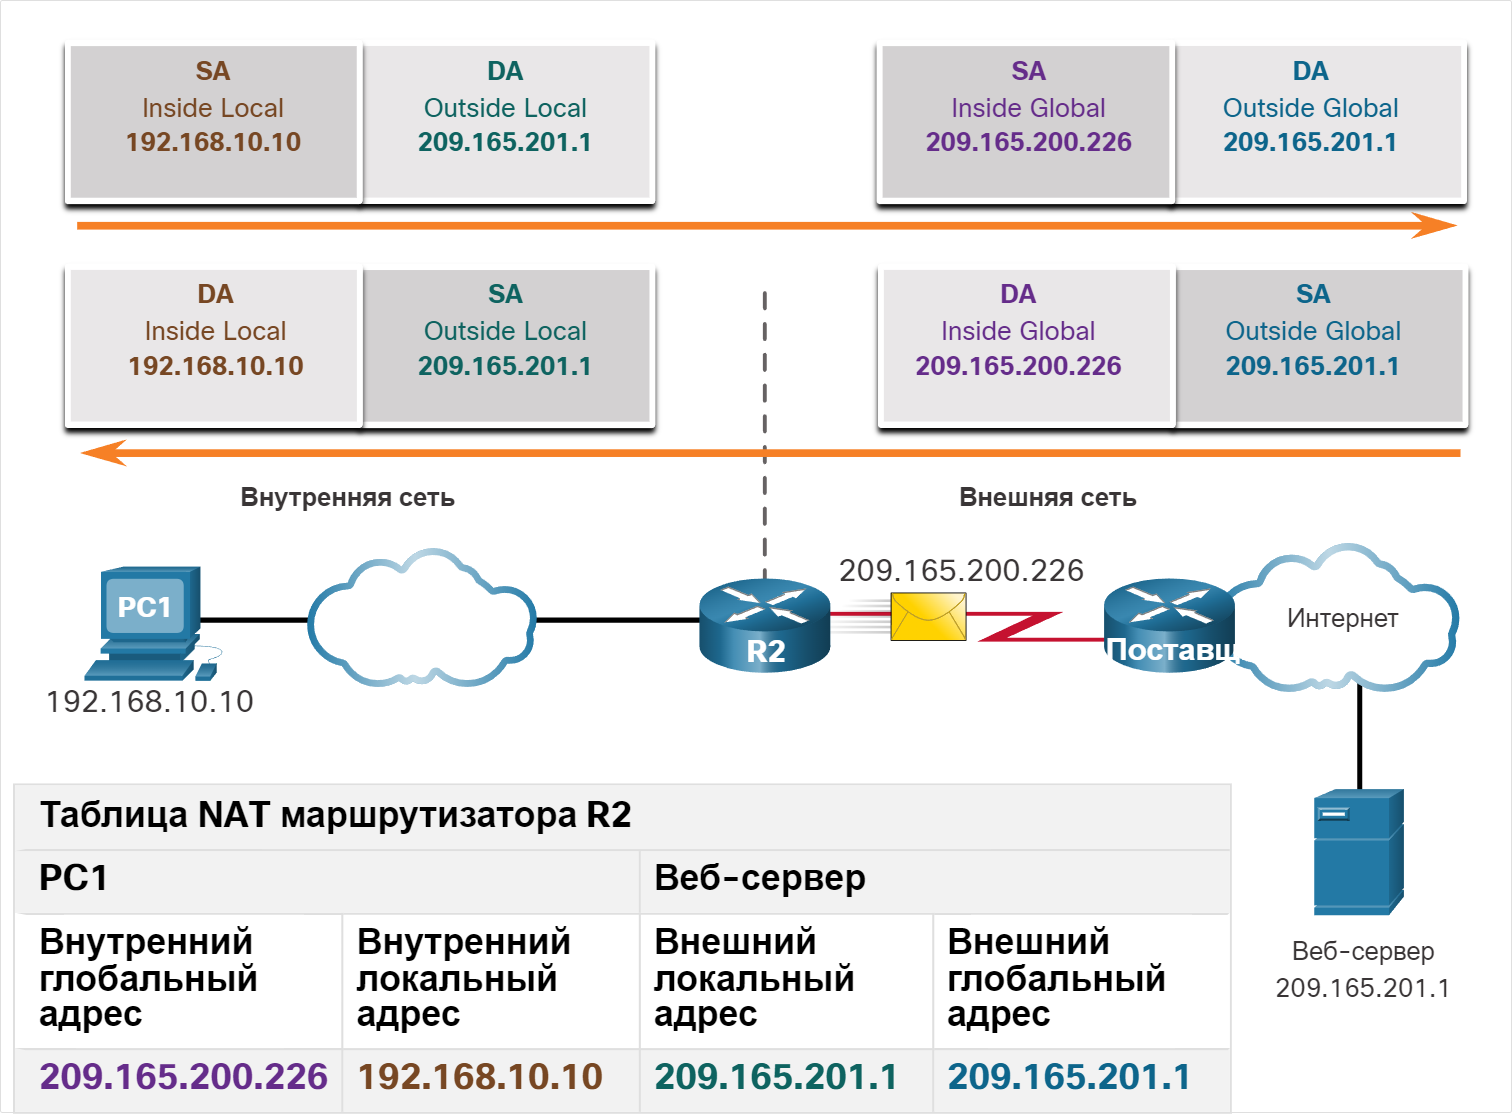 SA
Inside Local
192.168.10.10
DA
Outside Local
209.165.201.1
SA
Inside Global
209.165.200.226
DA
Outside Global
209.165.201.1
DA
Inside Local
192.168.10.10
SA
Outside Local
209.165.201.1
DA
Inside Global
209.165.200.226
SA
Outside Global
209.165.201.1
Внутренняя сеть
Внешняя сеть
209.165.200.226
PC1
R2
Поставщ
Интернет
192.168.10.10
Веб-сервер
209.165.201.1
Таблица NAT маршрутизатора R2
PC1
Веб-сервер
Внутренний
глобальный
адрес
Внутренний
локальный
адрес
Внешний
локальный
адрес
Внешний
глобальный
адрес
209.165.200.226
192.168.10.10
209.165.201.1
209.165.201.1